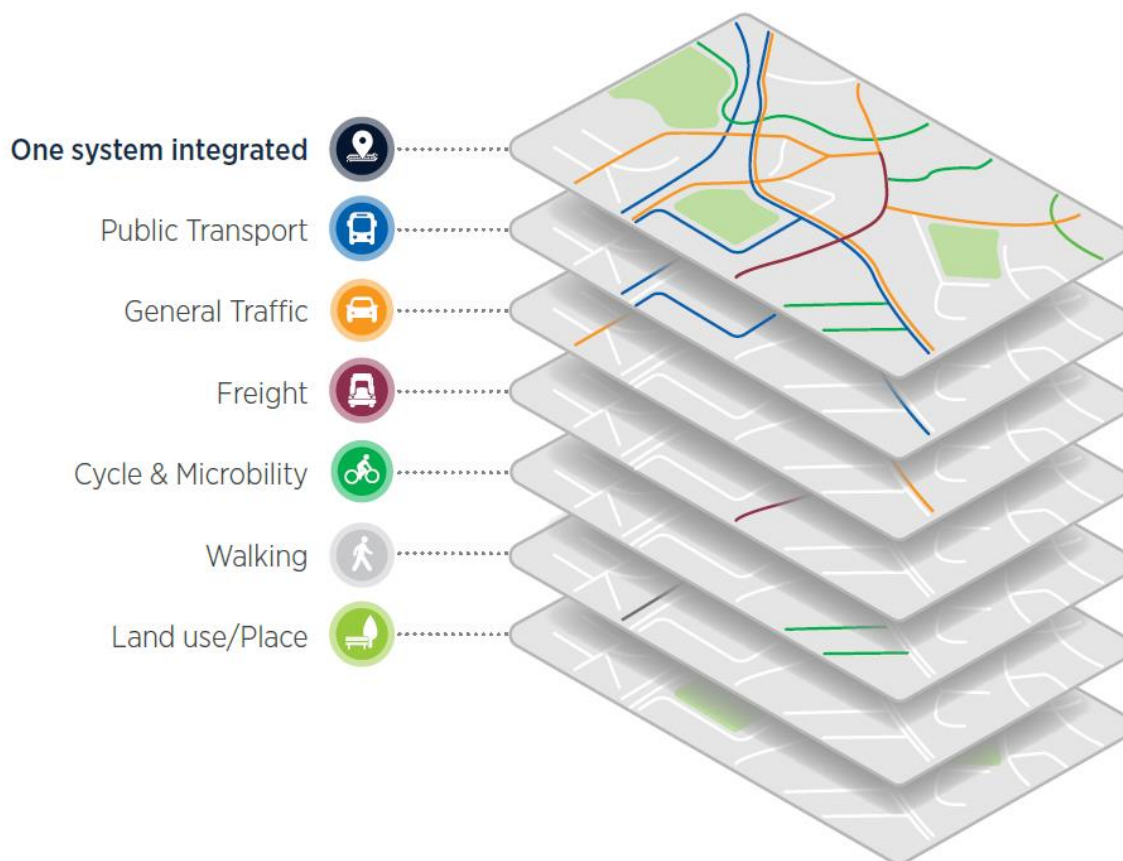 One system integrated
Public Transport
General Traffic
Freight
Cycle & Microbility
Walking
Land use/Place